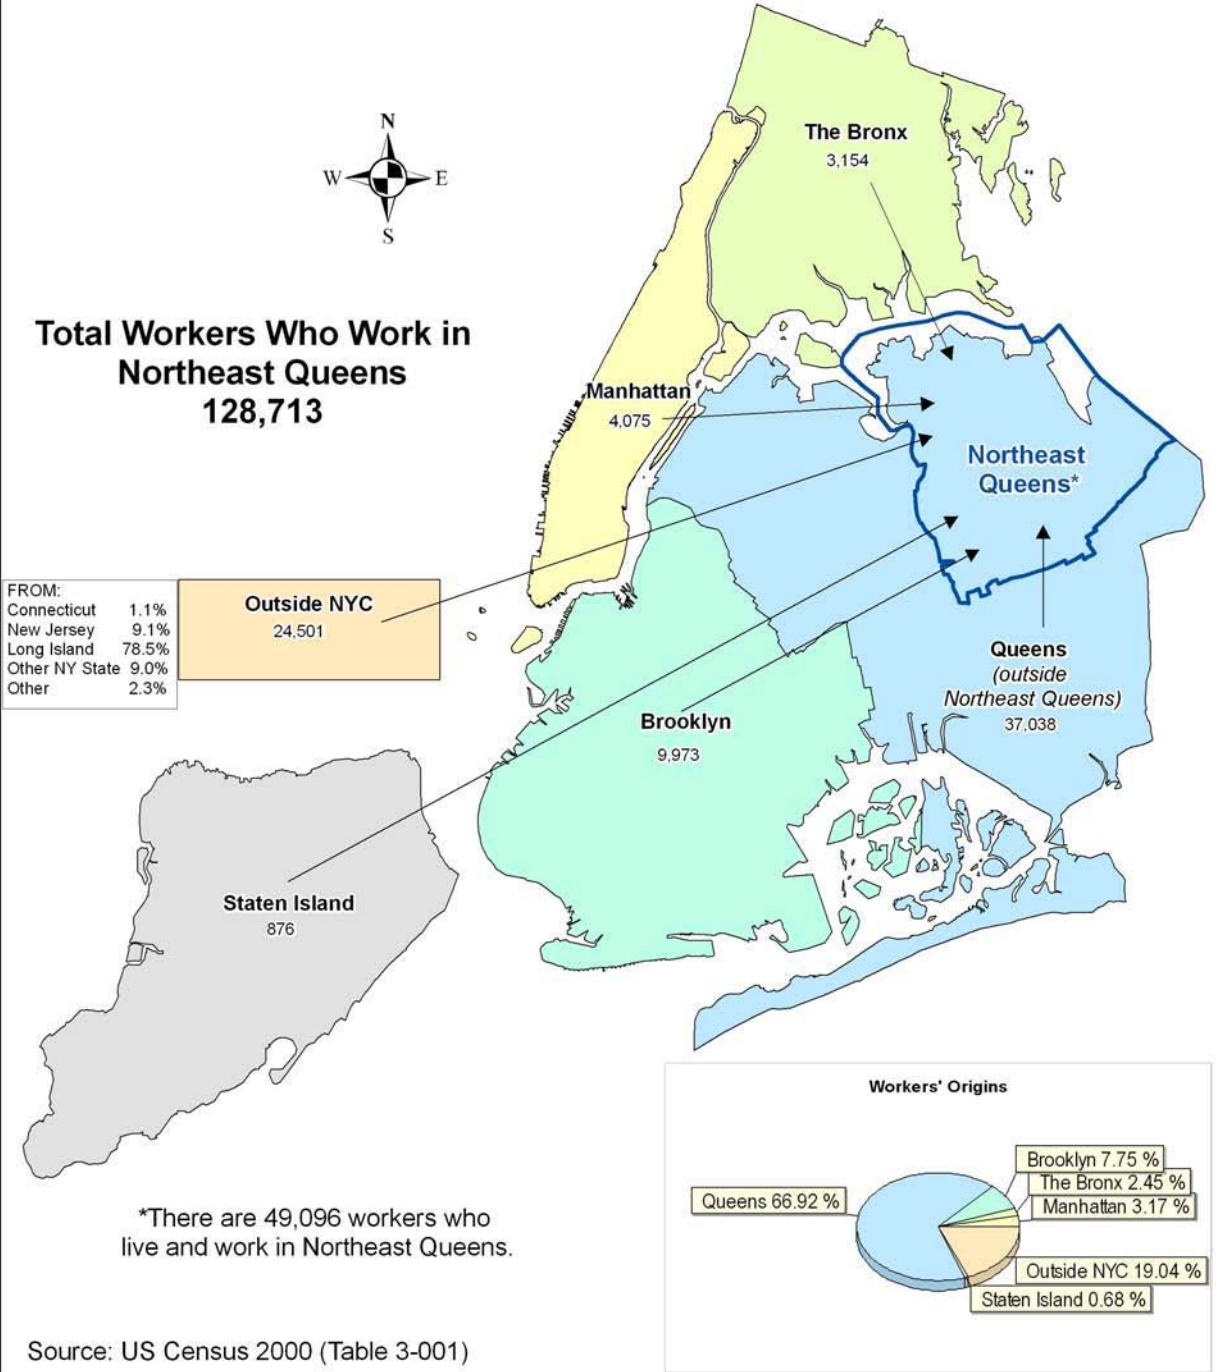 N
W E
S
Total Workers Who Work in
Northeast Queens
128,713
The Bronx
3,154
Manhattan
4,075
Northeast
Queens*
FROM:
Connecticut 1.1%
New Jersey 9.1%
Long Island 78.5%
Other NY State 9.0%
Other 2.3%
Outside NYC
24,501
Queens
(outside
Northeast Queens)
37,038
Brooklyn
9,973
Staten Island
876
*There are 49,096 workers who
live and work in Northeast Queens.
Workers' Origins
Brooklyn 7.75 %
The Bronx 2.45 %
Queens 66.92 %
Manhattan 3.17 %
Outside NYC 19.04 %
Staten Island 0.68 %
Source: US Census 2000 (Table 3-001)